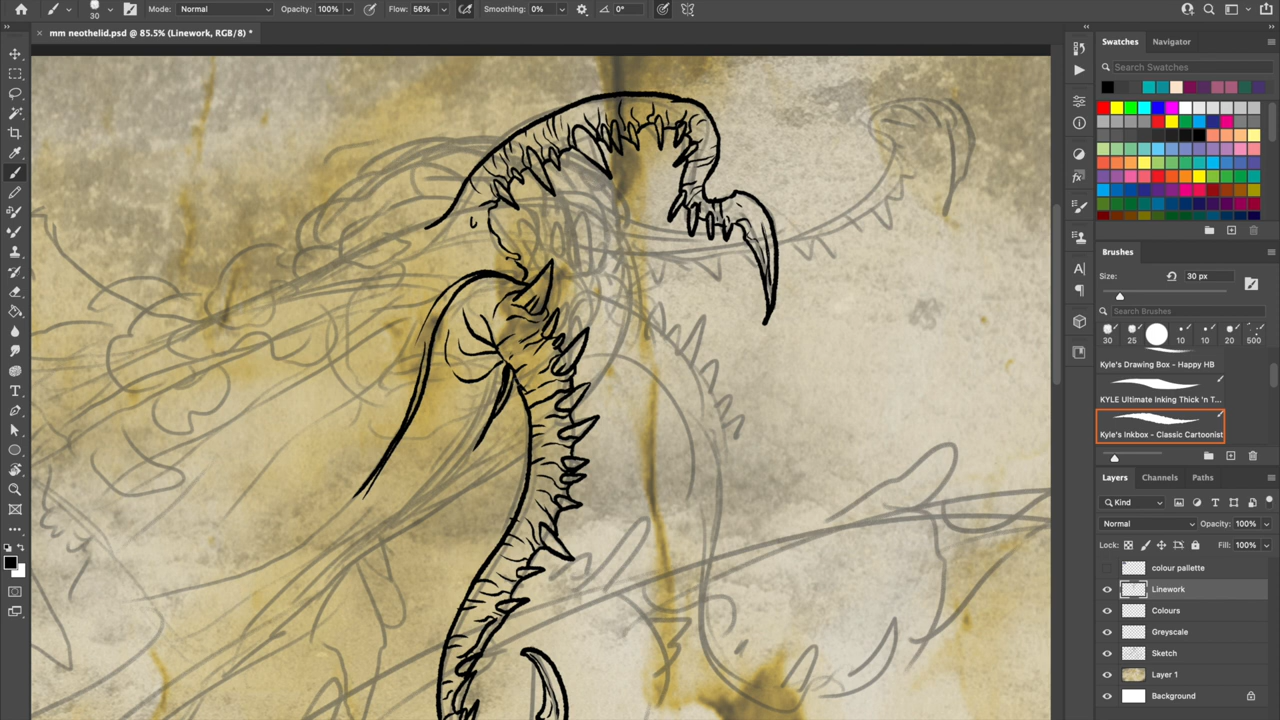 30 Mode: Normal Opacity: 100% Flow: 56% Smoothing: 0% 0°
mm neothelid.psd @ 85.5% (Linework, RGB/8) *
Swatches Navigator
Search Swatches
Brushes
Size: 30 px
Search Brushes
30 25 10 10 20 500
Kyle's Drawing Box - Happy HB
KYLE Ultimate Inking Thick 'n T...
Kyle's Inkbox - Classic Cartoonist
Layers Channels Paths
Kind
Normal Opacity: 100%
Lock: Fill: 100%
colour pallette
Linework
Colours
Greyscale
Sketch
Layer 1
Background